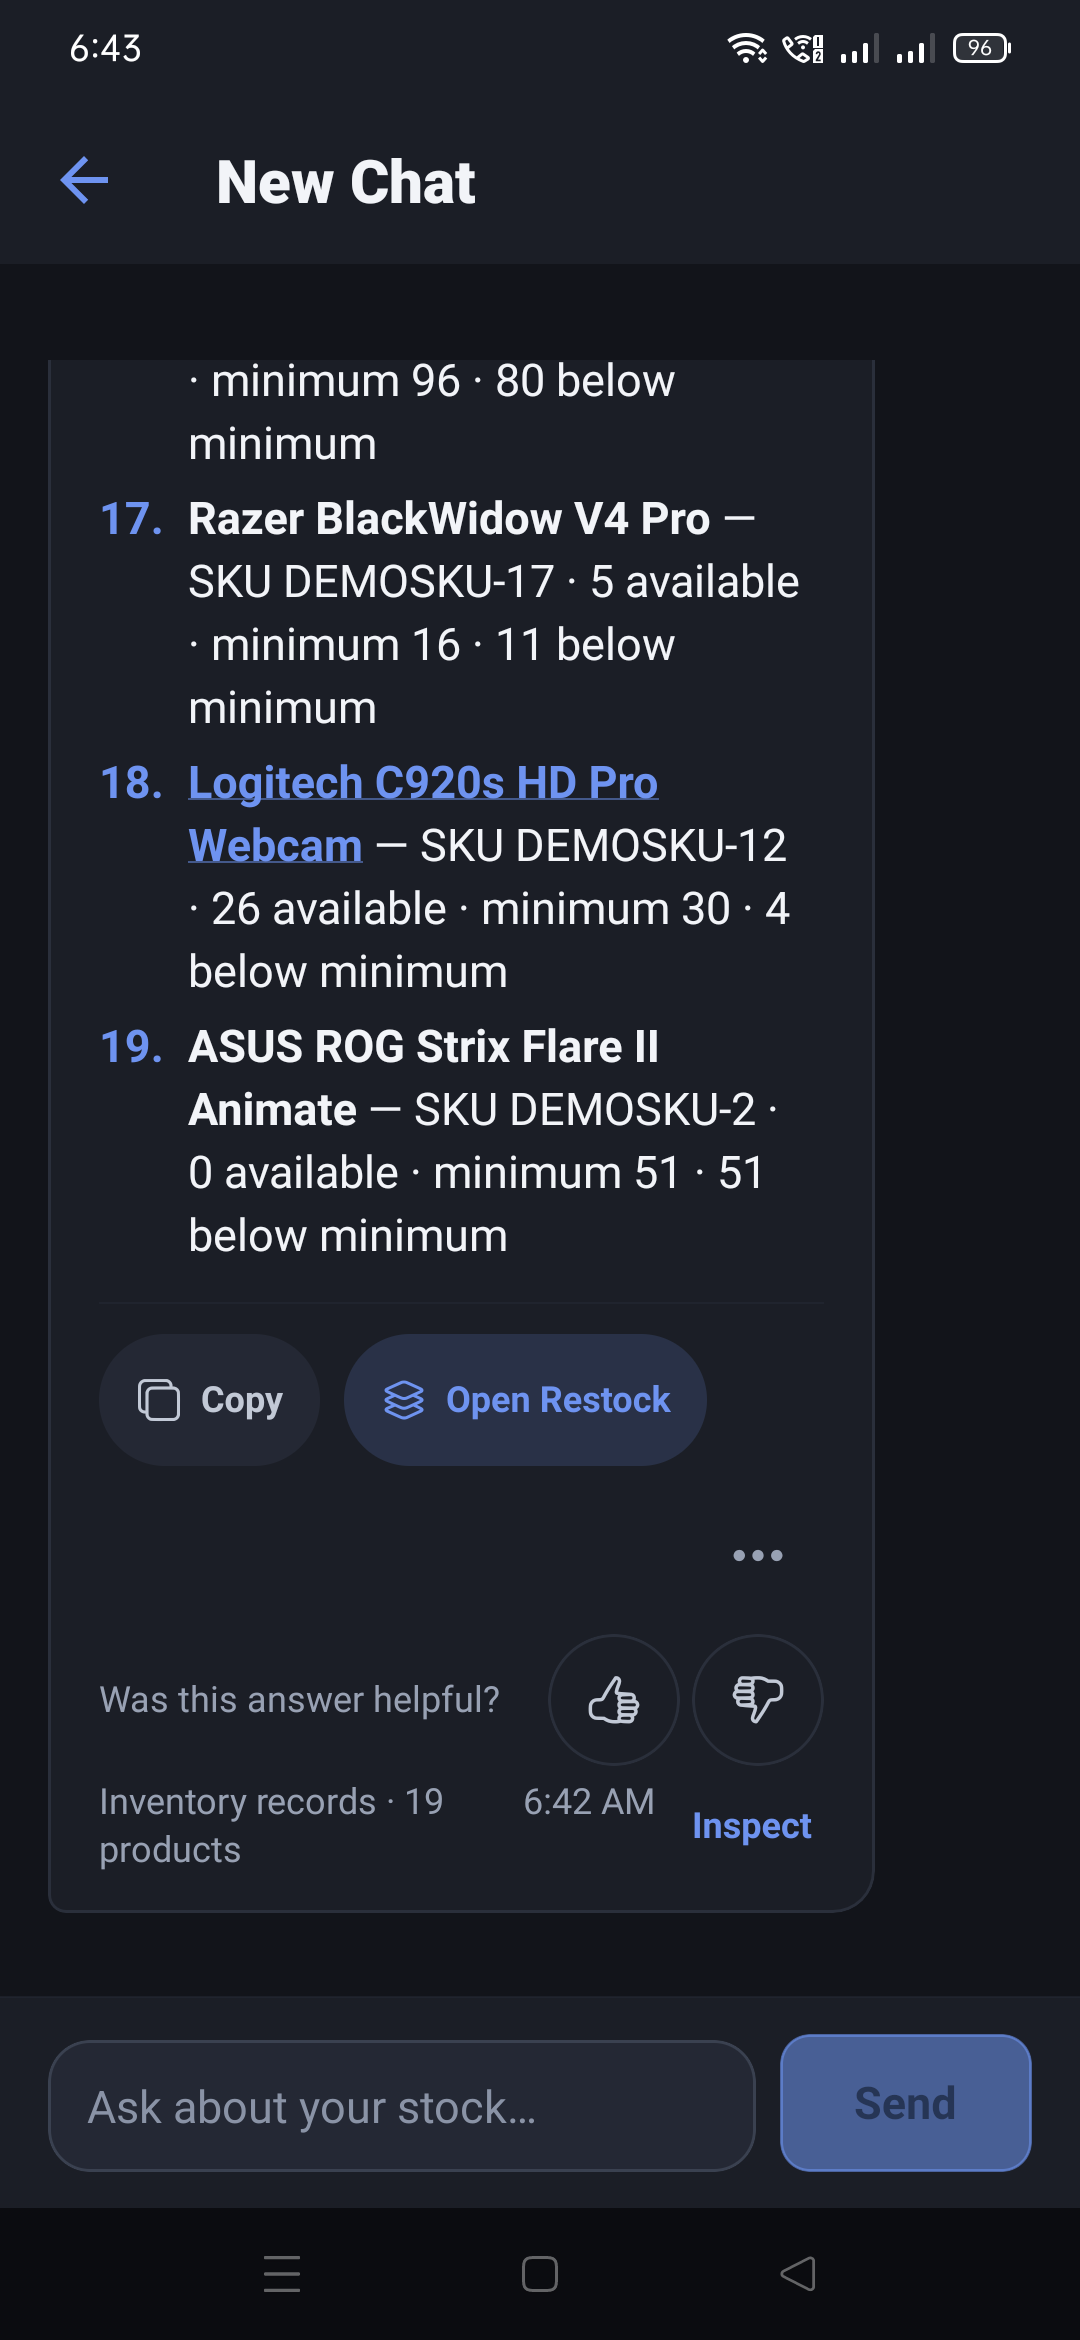 6:43
96
New Chat
· minimum 96 · 80 below
minimum
17. Razer BlackWidow V4 Pro —
SKU DEMOSKU-17 · 5 available
· minimum 16 · 11 below
minimum
18. Logitech C920s HD Pro
Webcam — SKU DEMOSKU-12
· 26 available · minimum 30 · 4
below minimum
19. ASUS ROG Strix Flare II
Animate — SKU DEMOSKU-2 ·
0 available · minimum 51 · 51
below minimum
Copy
Open Restock
Was this answer helpful?
Inventory records · 19
products
6:42 AM
Inspect
Ask about your stock...
Send